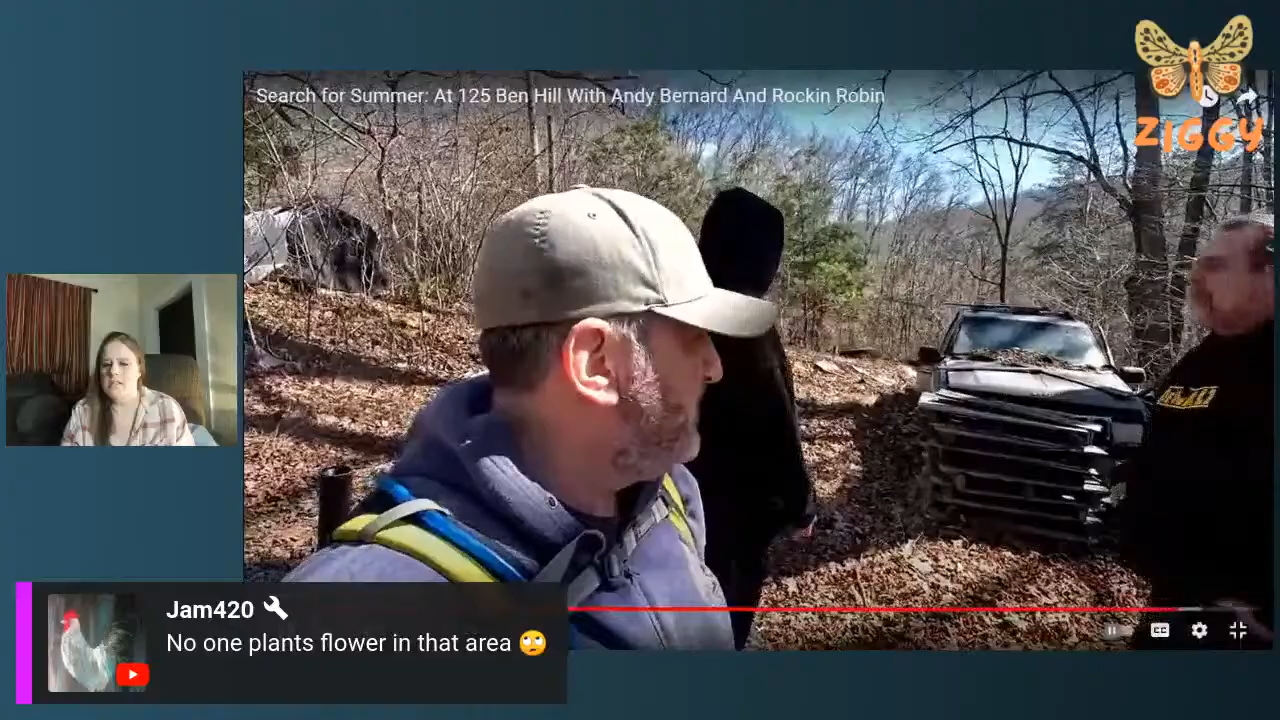 Search for Summer: At 125 Ben Hill With Andy Bernard And Rockin Robin
ZIGGY
Jam420
No one plants flower in that area 🙄
CC